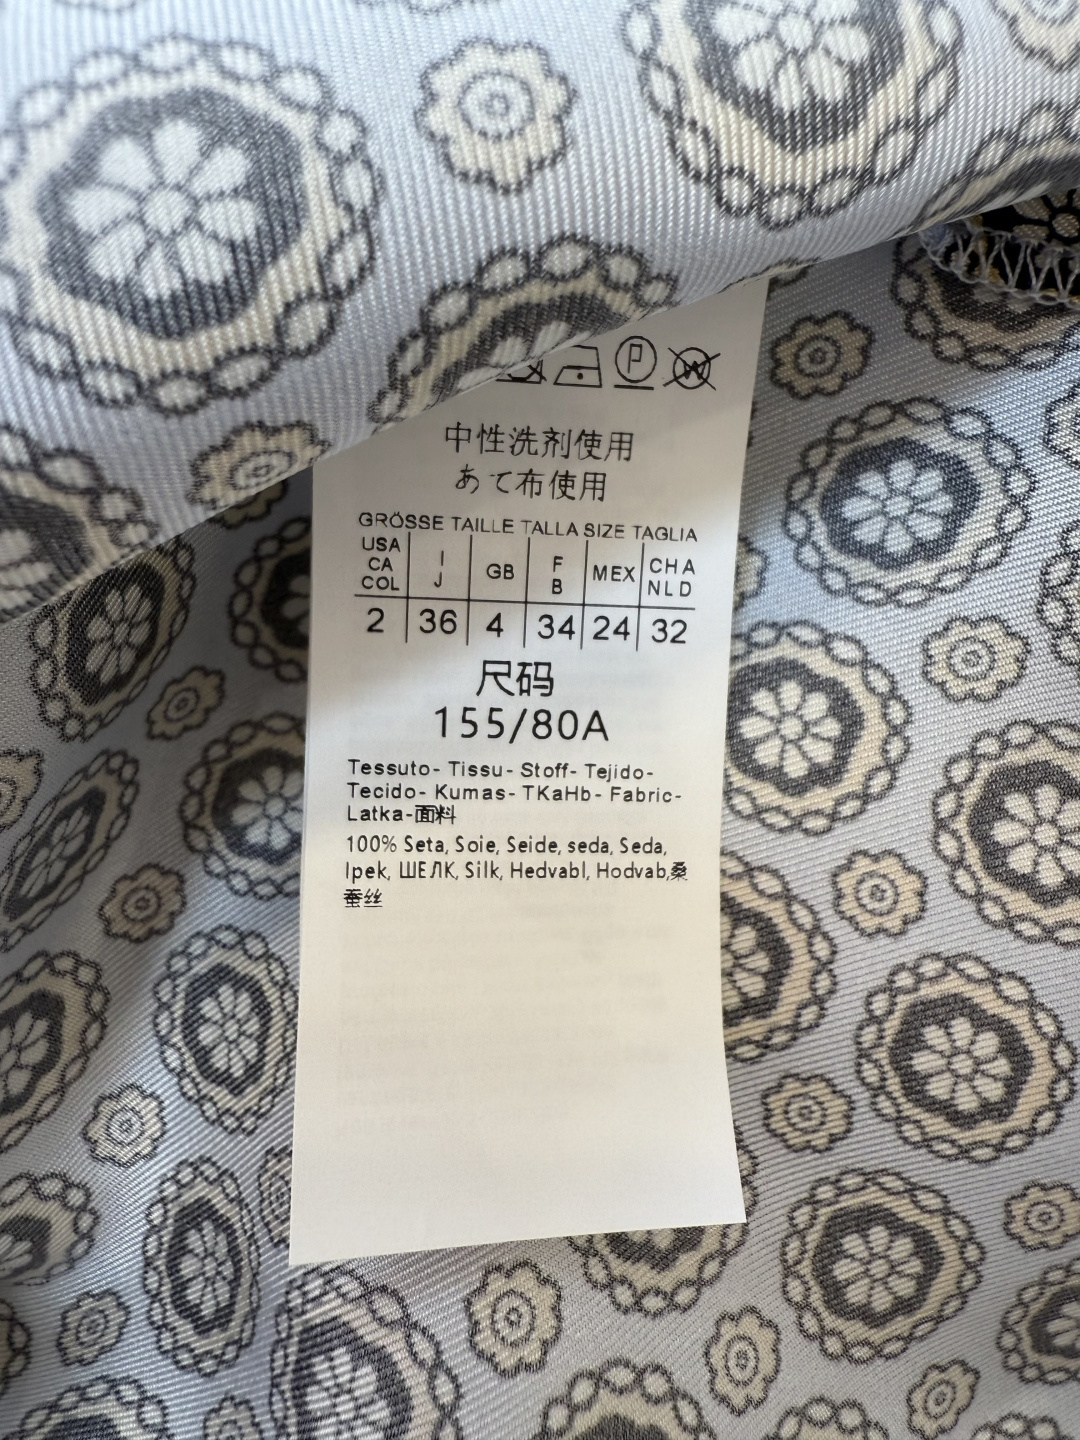 中性洗剂使用
あて布使用
GRÖSSE TAILLE TALLA SIZE TAGLIA
USA CA COL | I J | GB | F B | MEX | CHA NLD
2 | 36 | 4 | 34 | 24 | 32
尺码
155/80A
Tessuto- Tissu- Stoff- Tejido-
Tecido- Kumas- TKaHb- Fabric-
Latka-面料
100% Seta, Soie, Seide, seda, Seda,
Ipek, ШЕЛК, Silk, Hedvabl, Hodvab,桑
蚕丝